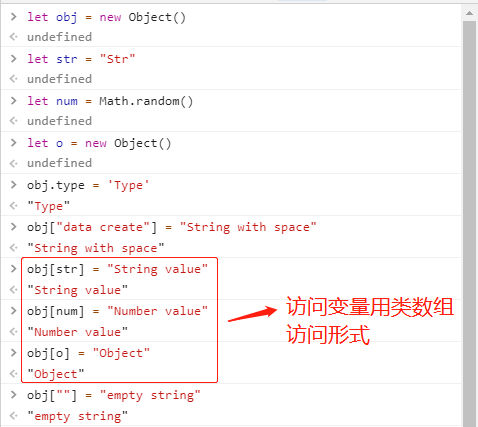 > let obj = new Object()
< undefined
> let str = "Str"
< undefined
> let num = Math.random()
< undefined
> let o = new Object()
< undefined
> obj.type = 'Type'
< "Type"
> obj["data create"] = "String with space"
< "String with space"
> obj[str] = "String value"
< "String value"
> obj[num] = "Number value"
< "Number value"
> obj[o] = "Object"
< "Object"
> obj[""] = "empty string"
< "empty string"
访问变量用类数组
访问形式